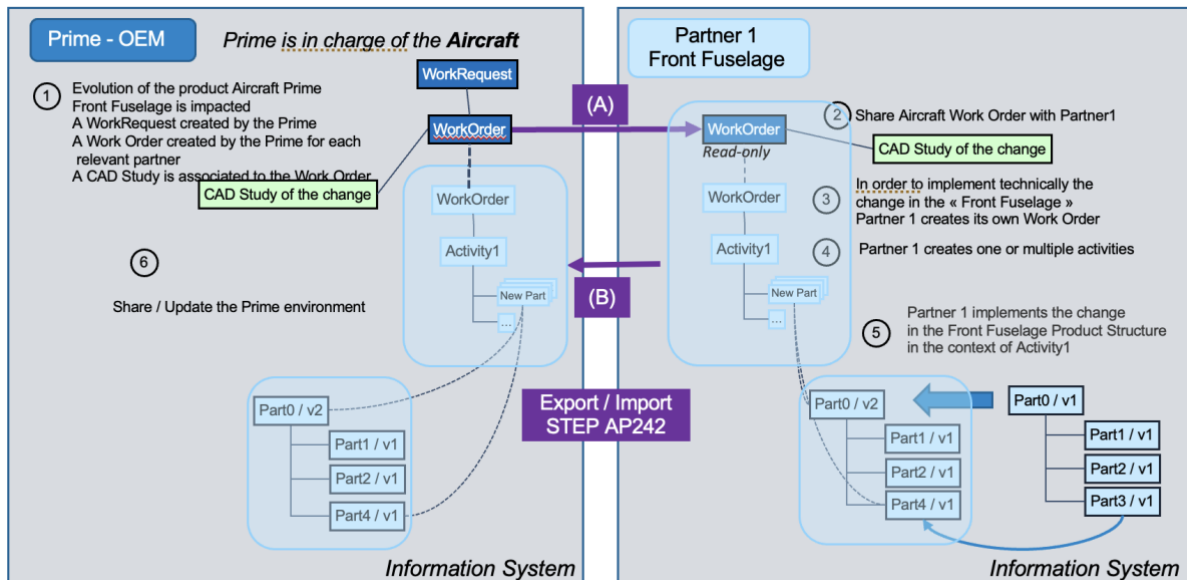 Prime - OEM
Prime is in charge of the Aircraft
WorkRequest
1
Evolution of the product Aircraft Prime
Front Fuselage is impacted
A WorkRequest created by the Prime
A Work Order created by the Prime for each
relevant partner
A CAD Study is associated to the Work Order
WorkOrder
CAD Study of the change
WorkOrder
Activity1
New Part
...
6
Share / Update the Prime environment
Part0 / v2
Part1 / v1
Part2 / v1
Part4 / v1
Information System
(A)
(B)
Export / Import
STEP AP242
Partner 1
Front Fuselage
WorkOrder
Read-only
2
Share Aircraft Work Order with Partner1
CAD Study of the change
WorkOrder
3
In order to implement technically the
change in the « Front Fuselage »
Partner 1 creates its own Work Order
Activity1
4
Partner 1 creates one or multiple activities
New Part
...
5
Partner 1 implements the change
in the Front Fuselage Product Structure
in the context of Activity1
Part0 / v2
Part1 / v1
Part2 / v1
Part4 / v1
Part0 / v1
Part1 / v1
Part2 / v1
Part3 / v1
Information System